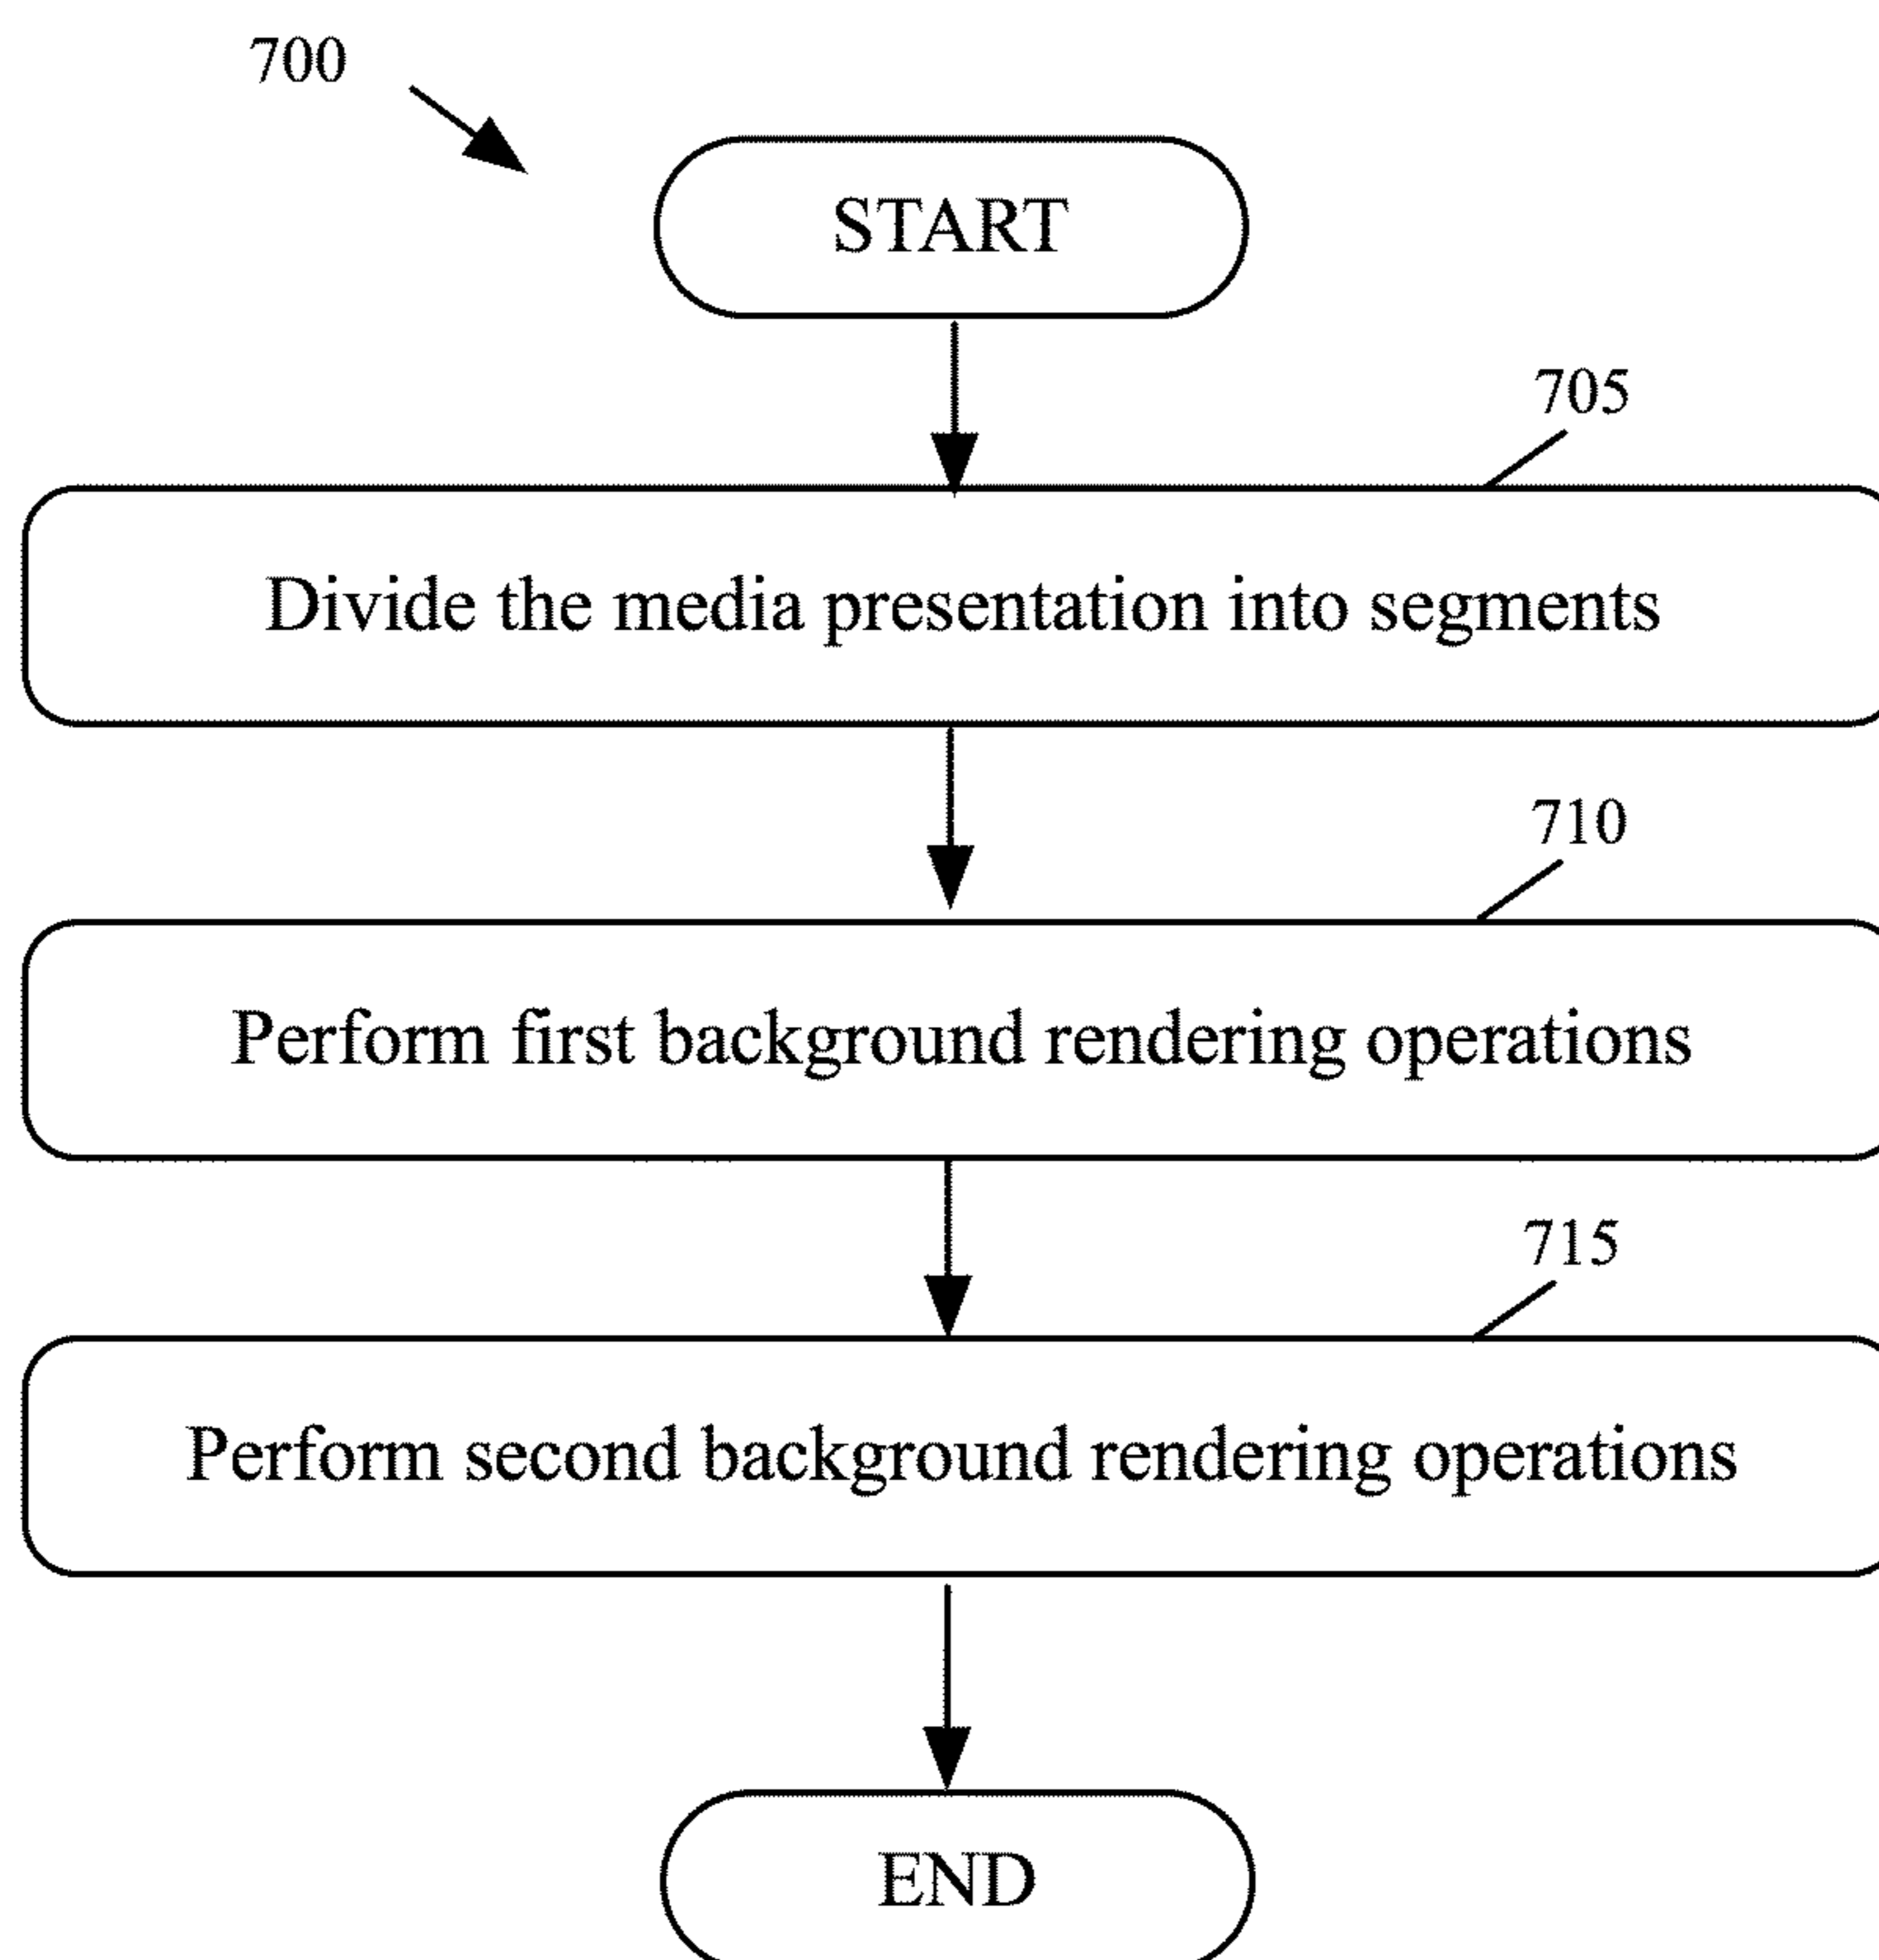 700
START
705
Divide the media presentation into segments
710
Perform first background rendering operations
715
Perform second background rendering operations
END